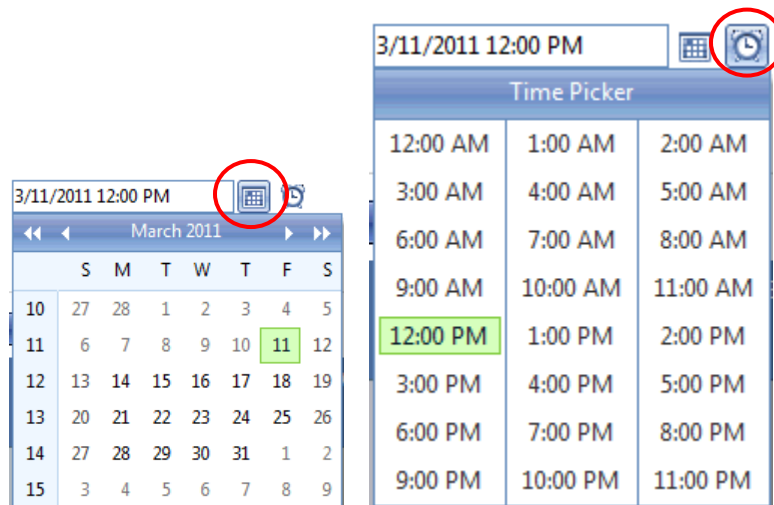 3/11/2011 12:00 PM
March 2011
S M T W T F S
10 27 28 1 2 3 4 5
11 6 7 8 9 10 11 12
12 13 14 15 16 17 18 19
13 20 21 22 23 24 25 26
14 27 28 29 30 31 1 2
15 3 4 5 6 7 8 9
3/11/2011 12:00 PM
Time Picker
12:00 AM 1:00 AM 2:00 AM
3:00 AM 4:00 AM 5:00 AM
6:00 AM 7:00 AM 8:00 AM
9:00 AM 10:00 AM 11:00 AM
12:00 PM 1:00 PM 2:00 PM
3:00 PM 4:00 PM 5:00 PM
6:00 PM 7:00 PM 8:00 PM
9:00 PM 10:00 PM 11:00 PM